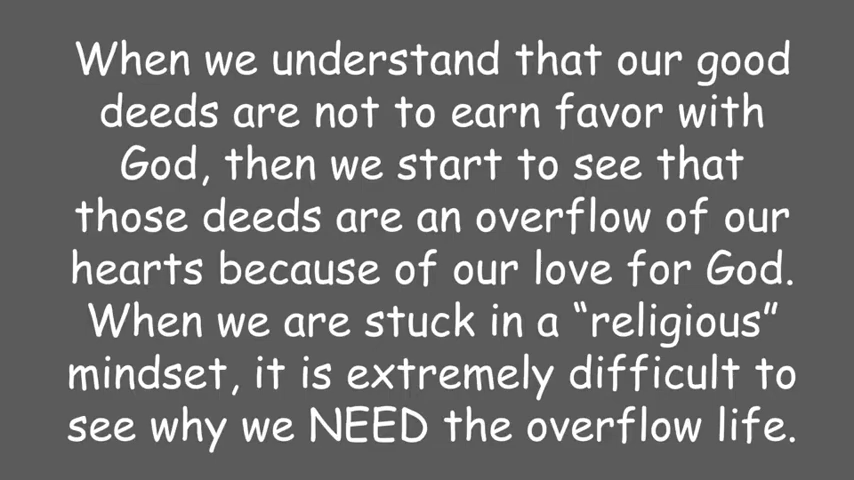 When we understand that our good
deeds are not to earn favor with
God, then we start to see that
those deeds are an overflow of our
hearts because of our love for God.
When we are stuck in a “religious”
mindset, it is extremely difficult to
see why we NEED the overflow life.